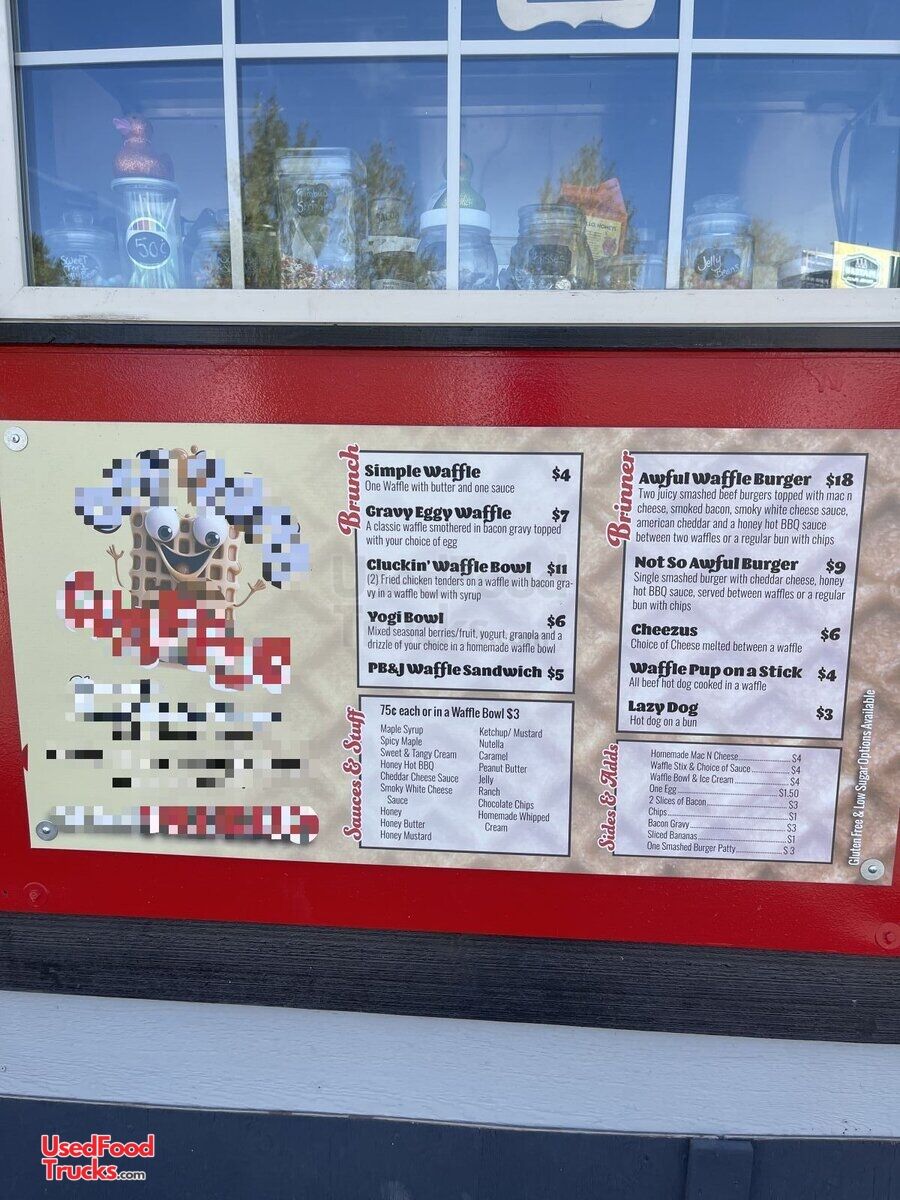 50¢
Jelly
Beans
Brunch
Simple Waffle $4
One Waffle with butter and one sauce
Gravy Eggy Waffle $7
A classic waffle smothered in bacon gravy topped
with your choice of egg
Cluckin' Waffle Bowl $11
(2) Fried chicken tenders on a waffle with bacon gra-
vy in a waffle bowl with syrup
Yogi Bowl $6
Mixed seasonal berries/fruit, yogurt, granola and a
drizzle of your choice in a homemade waffle bowl
PB&J Waffle Sandwich $5
Sauces & Stuff
75¢ each or in a Waffle Bowl $3
Maple Syrup
Spicy Maple
Sweet & Tangy Cream
Honey Hot BBQ
Cheddar Cheese Sauce
Smoky White Cheese
Sauce
Honey
Honey Butter
Honey Mustard
Ketchup/ Mustard
Nutella
Caramel
Peanut Butter
Jelly
Ranch
Chocolate Chips
Homemade Whipped
Cream
Brinner
Awful Waffle Burger $18
Two juicy smashed beef burgers topped with mac n
cheese, smoked bacon, smoky white cheese sauce,
american cheddar and a honey hot BBQ sauce
between two waffles or a regular bun with chips
Not So Awful Burger $9
Single smashed burger with cheddar cheese, honey
hot BBQ sauce, served between waffles or a regular
bun with chips
Cheezus $6
Choice of Cheese melted between a waffle
Waffle Pup on a Stick $4
All beef hot dog cooked in a waffle
Lazy Dog $3
Hot dog on a bun
Sides & Adds
Homemade Mac N Cheese $4
Waffle Stix & Choice of Sauce $4
Waffle Bowl & Ice Cream $4
One Egg $1.50
2 Slices of Bacon $3
Chips $1
Bacon Gravy $3
Sliced Bananas $1
One Smashed Burger Patty $ 3
Gluten Free & Low Sugar Options Available
UsedFood
Trucks.com